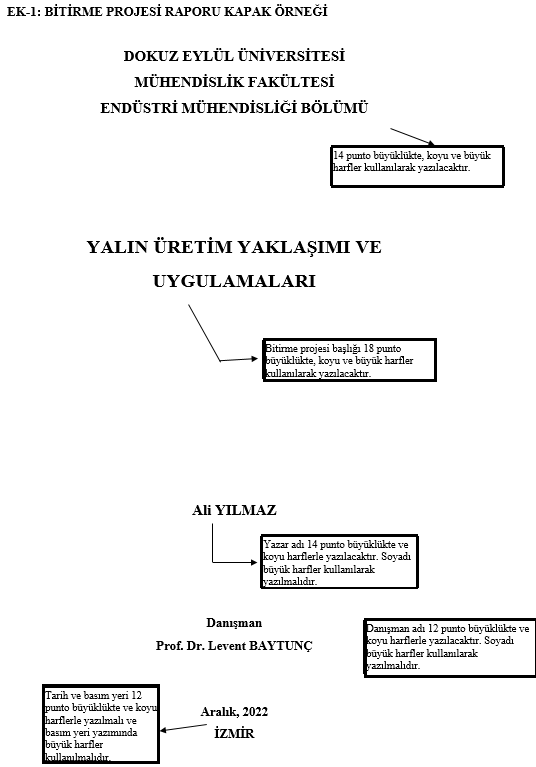 EK-1: BİTİRME PROJESİ RAPORU KAPAK ÖRNEĞİ
DOKUZ EYLÜL ÜNİVERSİTESİ
MÜHENDİSLİK FAKÜLTESİ
ENDÜSTRİ MÜHENDİSLİĞİ BÖLÜMÜ
14 punto büyüklükte, koyu ve büyük
harfler kullanılarak yazılacaktır.
YALIN ÜRETİM YAKLAŞIMI VE
UYGULAMALARI
Bitirme projesi başlığı 18 punto
büyüklükte, koyu ve büyük harfler
kullanılarak yazılacaktır.
Ali YILMAZ
Yazar adı 14 punto büyüklükte ve
koyu harflerle yazılacaktır. Soyadı
büyük harfler kullanılarak
yazılmalıdır.
Danışman
Prof. Dr. Levent BAYTUNÇ
Danışman adı 12 punto büyüklükte ve
koyu harflerle yazılacaktır. Soyadı
büyük harfler kullanılarak
yazılmalıdır.
Tarih ve basım yeri 12
punto büyüklükte ve koyu
harflerle yazılmalı ve
basım yeri yazımında
büyük harfler
kullanılmalıdır.
Aralık, 2022
İZMİR